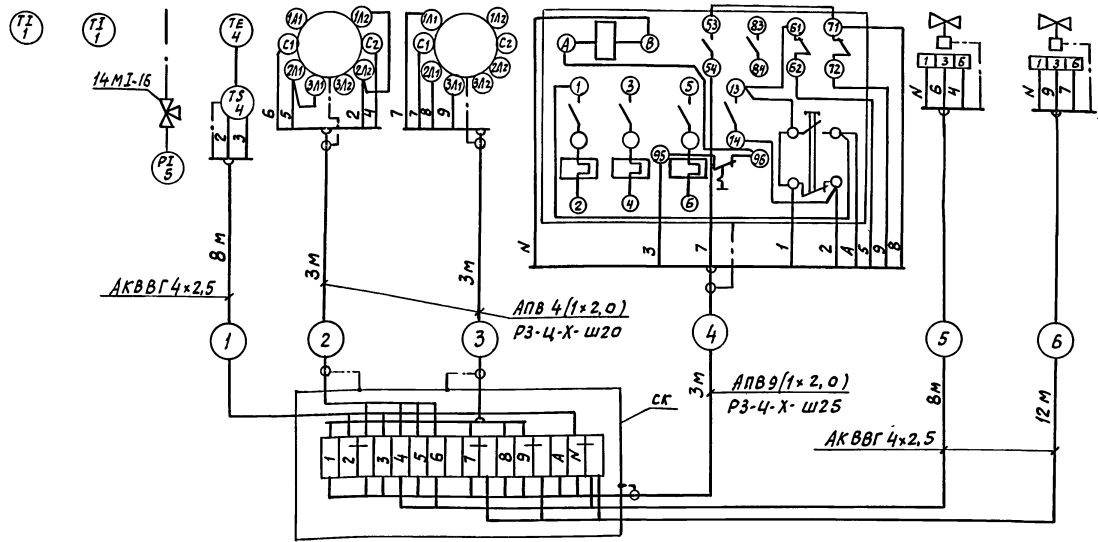 TI 1
TI 1
TE 4
14МI-16
PI 5
TS 4
2 3
1Л1 1Л2
С1 С2
2Л1 2Л2
3Л1 3Л2
6 5 2 4
1Л1 1Л2
С1 С2
2Л1 2Л2
3Л1 3Л2
7 7 8 9
А В
53 83 61 71
54 84 62 72
1 3 5 13
14
95 96
2 4 6
N 3 7 1 2 А 5 9 8
1 3 6
N 6 4
1 3 6
N 9 7
8 м
3 м
3 м
АКВВГ 4×2,5
АПВ 4(1×2,0)
РЗ-Ц-Х-Ш20
1 2 3 4 5 6
3 м
АПВ 9(1×2,0)
РЗ-Ц-Х-Ш25
8 м
12 м
АКВВГ 4×2,5
СК
1 2 3 4 5 6 7 8 9 А N